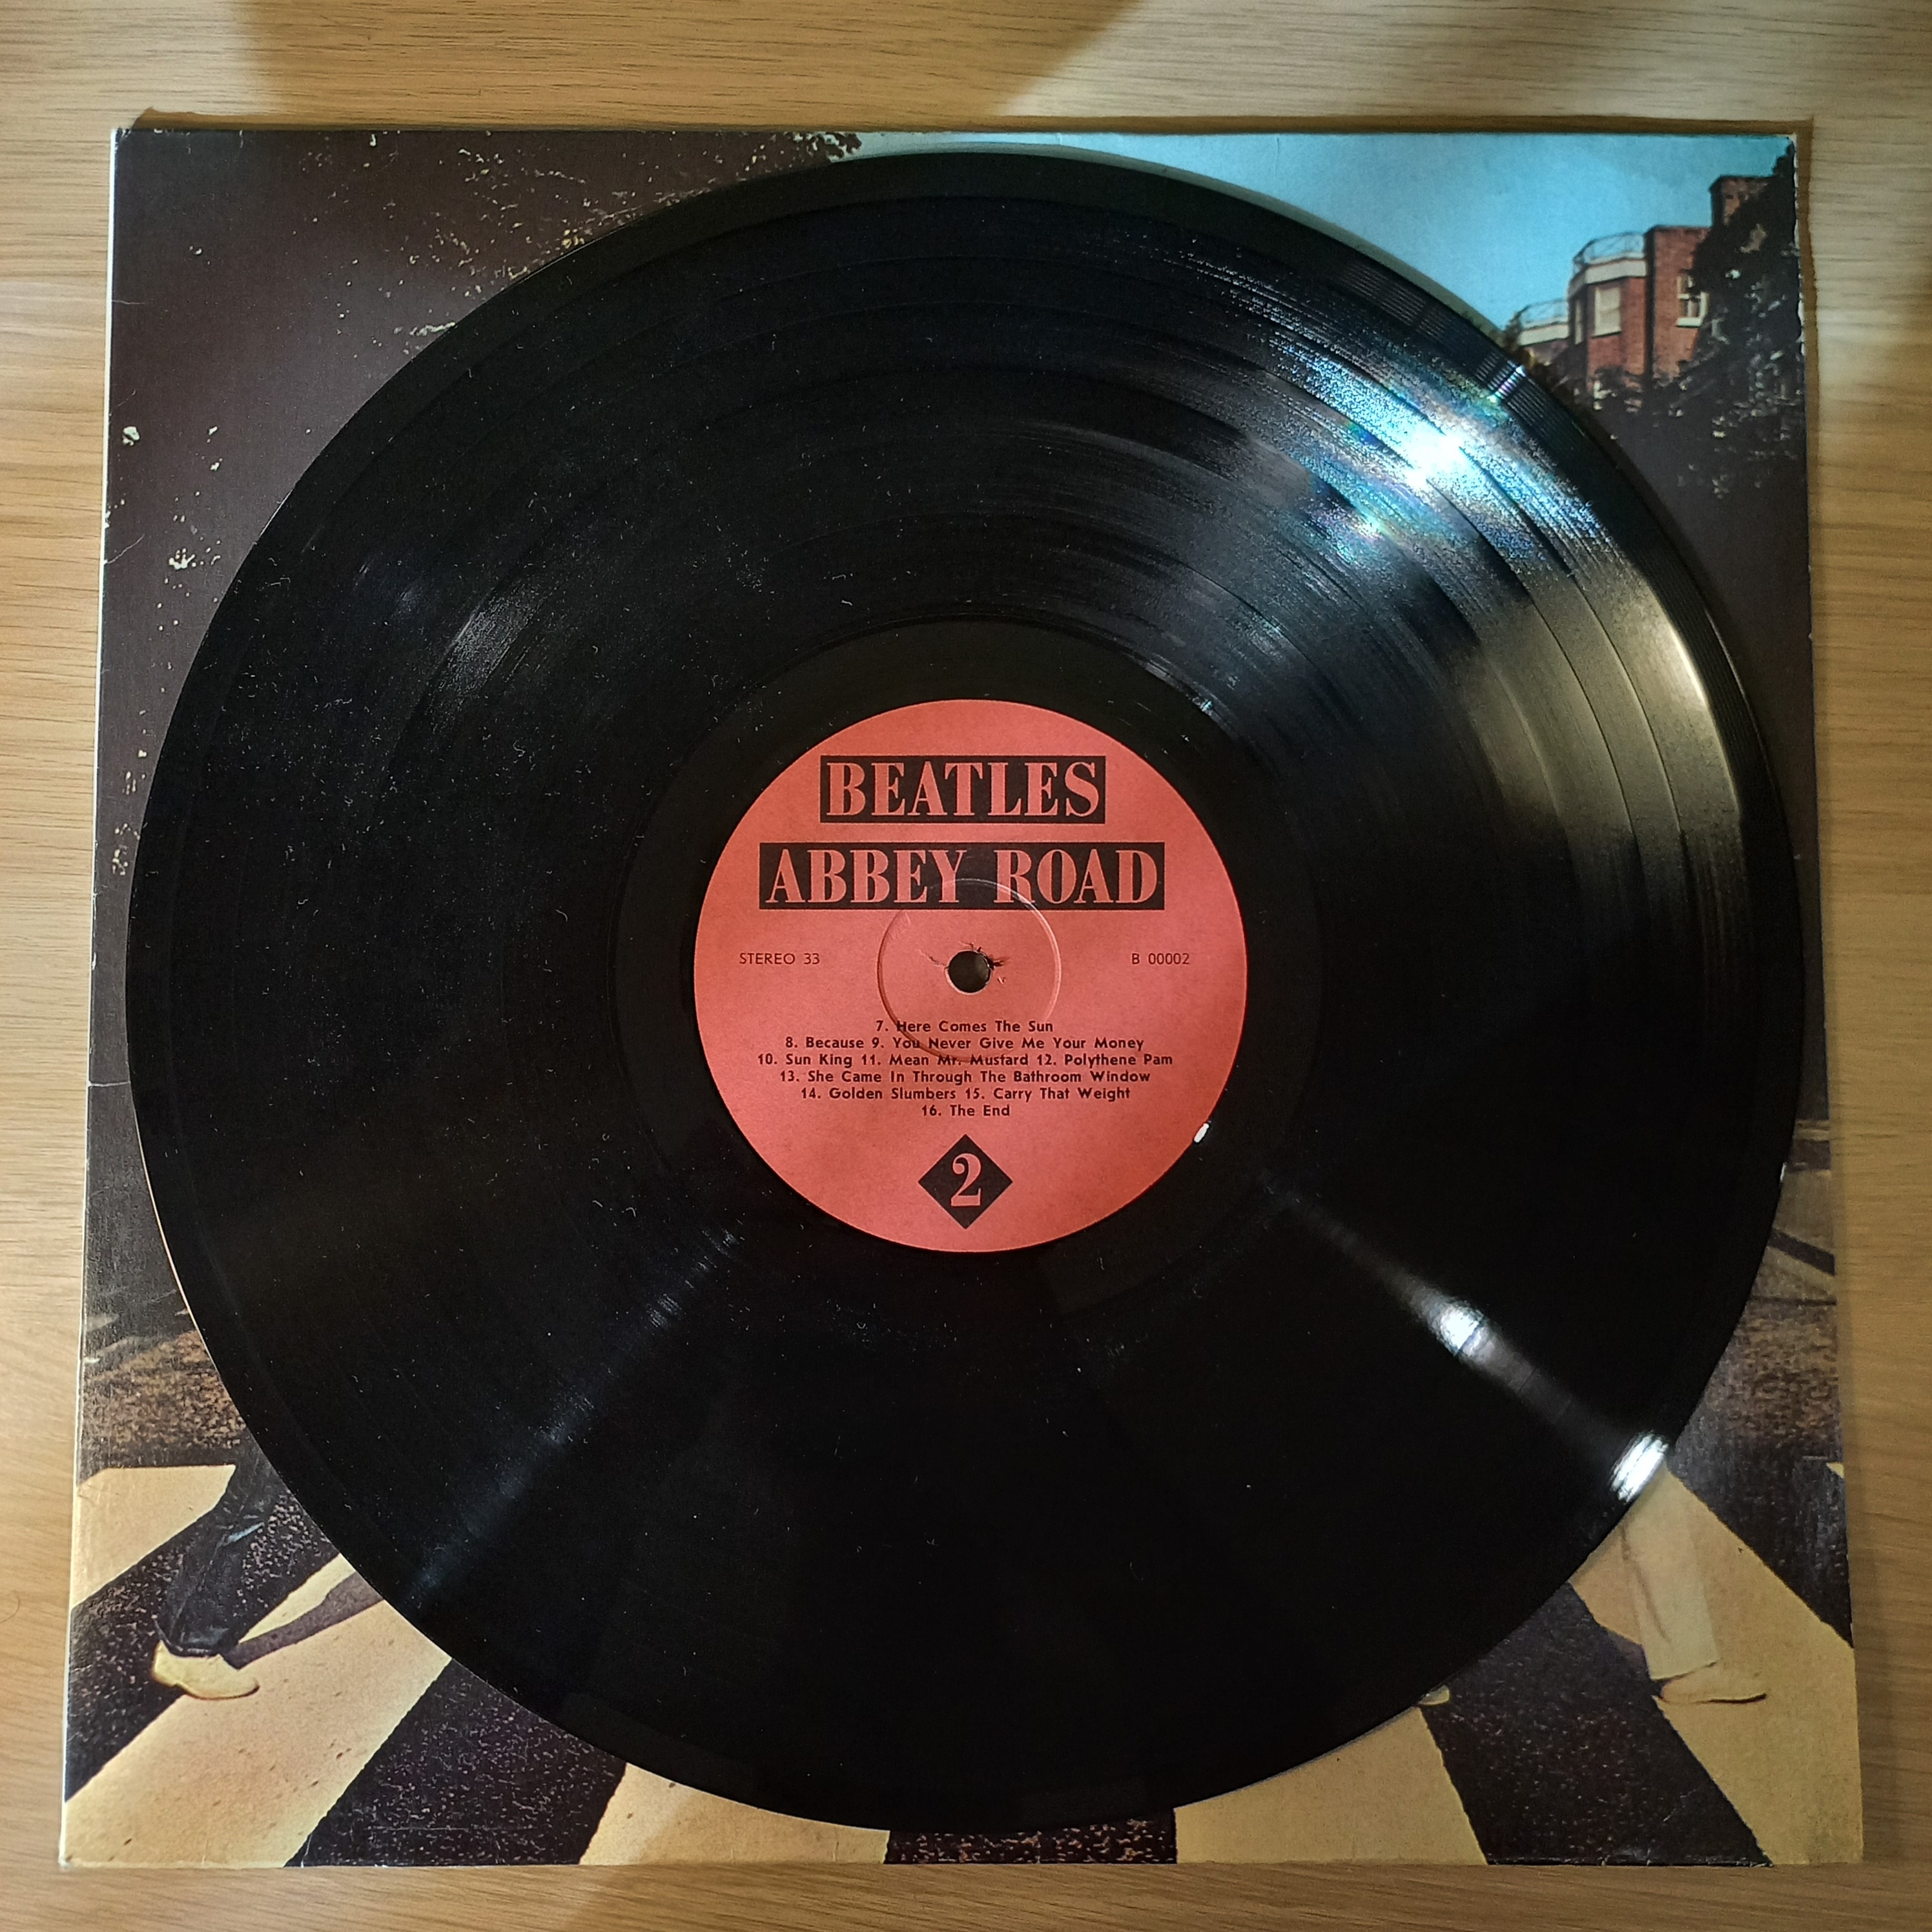 BEATLES
ABBEY ROAD
STEREO 33
B 00002
7. Here Comes The Sun
8. Because 9. You Never Give Me Your Money
10. Sun King 11. Mean Mr. Mustard 12. Polythene Pam
13. She Came In Through The Bathroom Window
14. Golden Slumbers 15. Carry That Weight
16. The End
2